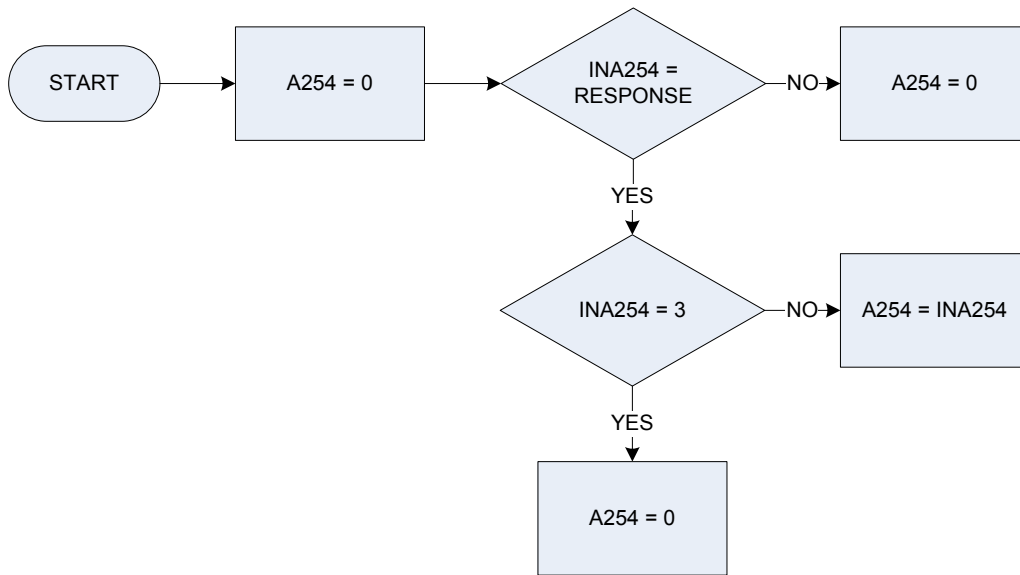 START
A254 = 0
INA254 =
RESPONSE
NO
A254 = 0
YES
INA254 = 3
NO
A254 = INA254
YES
A254 = 0